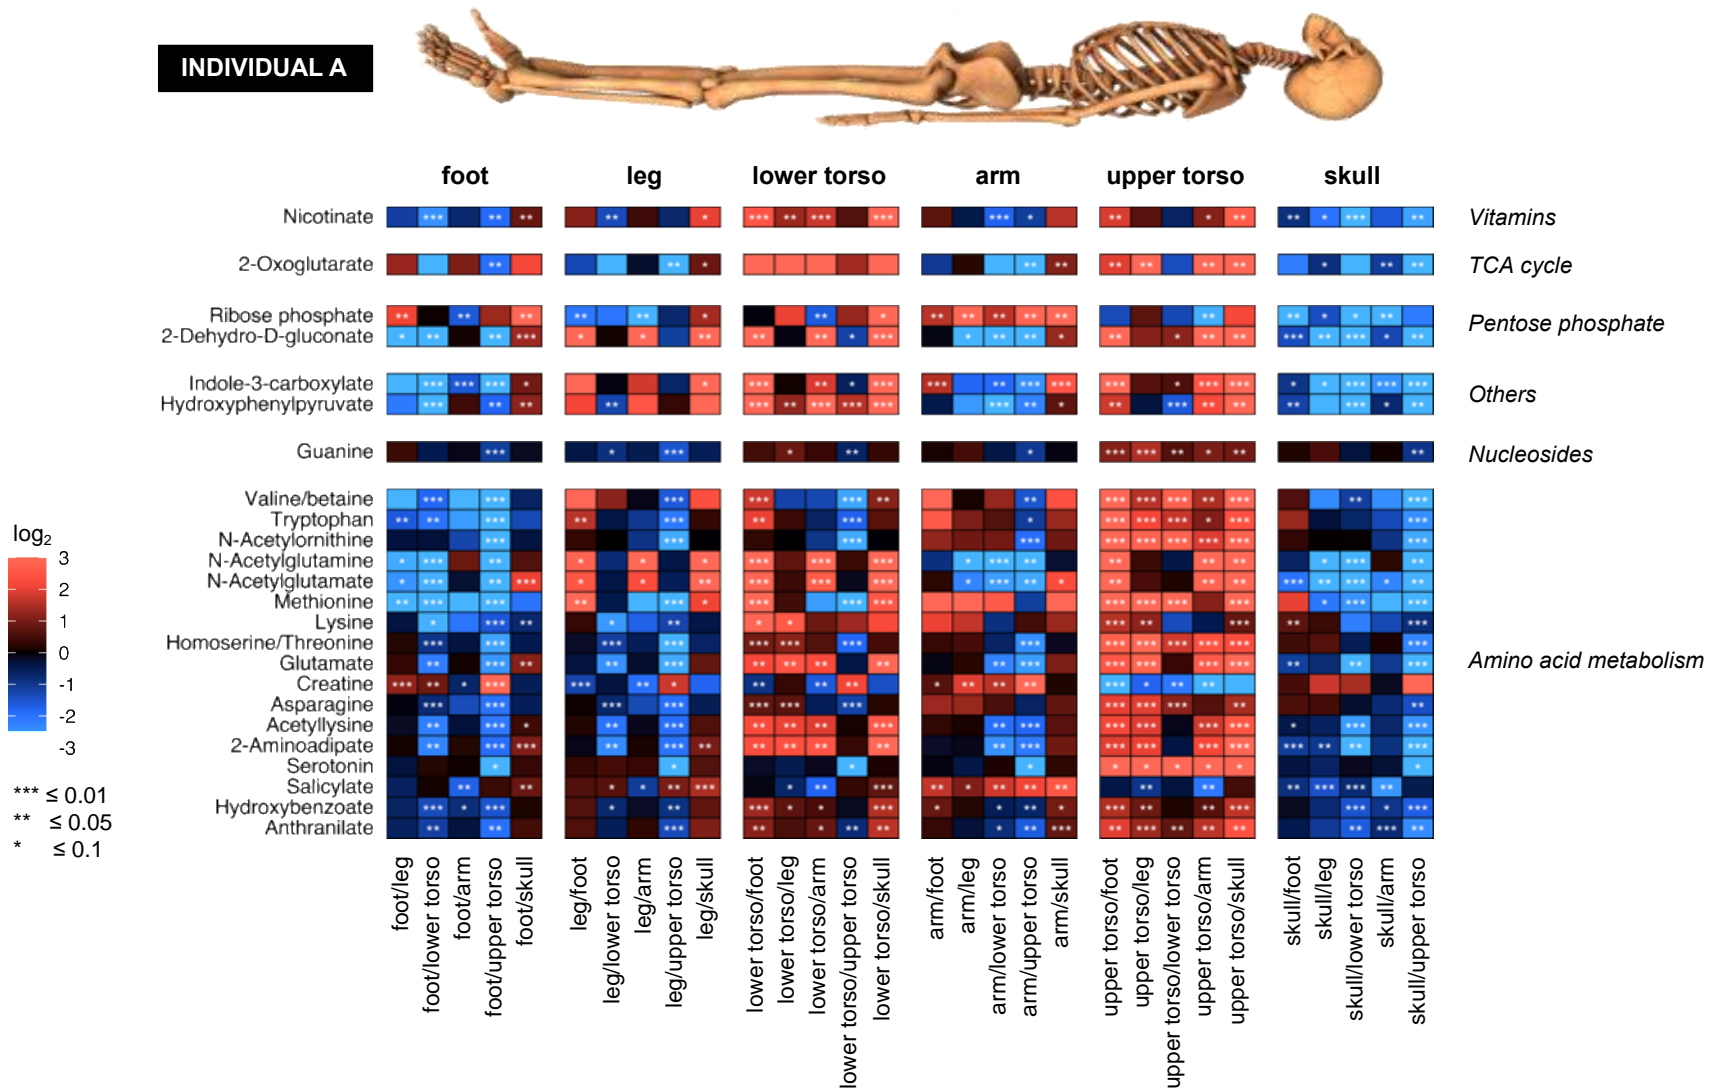 INDIVIDUAL A
foot leg lower torso arm upper torso skull
Nicotinate
Vitamins
2-Oxoglutarate
TCA cycle
Ribose phosphate
2-Dehydro-D-gluconate
Pentose phosphate
Indole-3-carboxylate
Hydroxyphenylpyruvate
Others
Guanine
Nucleosides
Valine/betaine
Tryptophan
N-Acetylornithine
N-Acetylglutamine
N-Acetylglutamate
Methionine
Lysine
Homoserine/Threonine
Glutamate
Creatine
Asparagine
Acetyllysine
2-Aminoadipate
Serotonin
Salicylate
Hydroxybenzoate
Anthranilate
Amino acid metabolism
log2
3
2
1
0
-1
-2
-3
*** ≤ 0.01
** ≤ 0.05
* ≤ 0.1
foot/leg
foot/lower torso
foot/arm
foot/upper torso
foot/skull
leg/foot
leg/lower torso
leg/arm
leg/upper torso
leg/skull
lower torso/foot
lower torso/leg
lower torso/arm
lower torso/upper torso
lower torso/skull
arm/foot
arm/leg
arm/lower torso
arm/upper torso
arm/skull
upper torso/foot
upper torso/leg
upper torso/lower torso
upper torso/arm
upper torso/skull
skull/foot
skull/leg
skull/lower torso
skull/arm
skull/upper torso